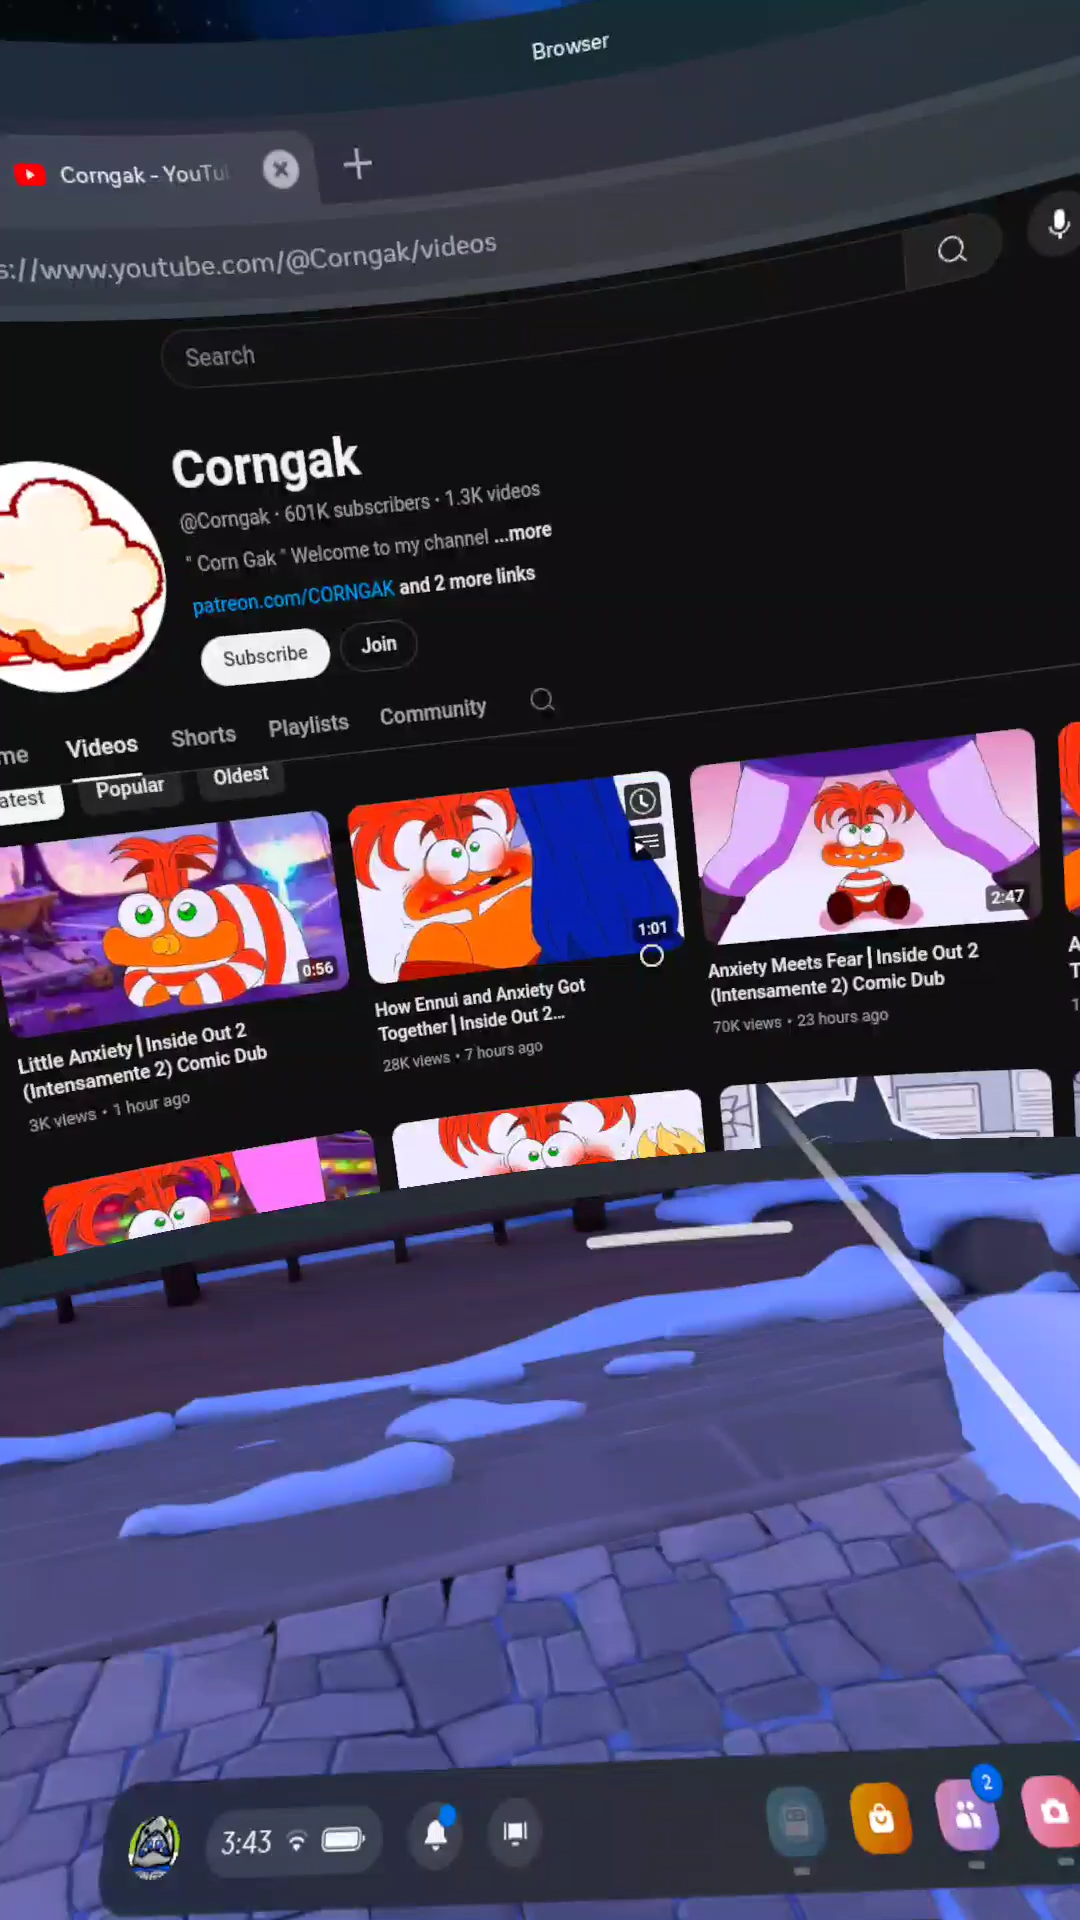 Browser
Corngak - YouTu
s://www.youtube.com/@Corngak/videos
Search
Corngak
@Corngak · 601K subscribers · 1.3K videos
" Corn Gak " Welcome to my channel ...more
patreon.com/CORNGAK and 2 more links
Subscribe
Join
me
Videos
Shorts
Playlists
Community
atest
Popular
Oldest
0:56
1:01
2:47
Little Anxiety | Inside Out 2
(Intensamente 2) Comic Dub
3K views • 1 hour ago
How Ennui and Anxiety Got
Together | Inside Out 2...
28K views • 7 hours ago
Anxiety Meets Fear | Inside Out 2
(Intensamente 2) Comic Dub
70K views • 23 hours ago
A
T
1
3:43
2